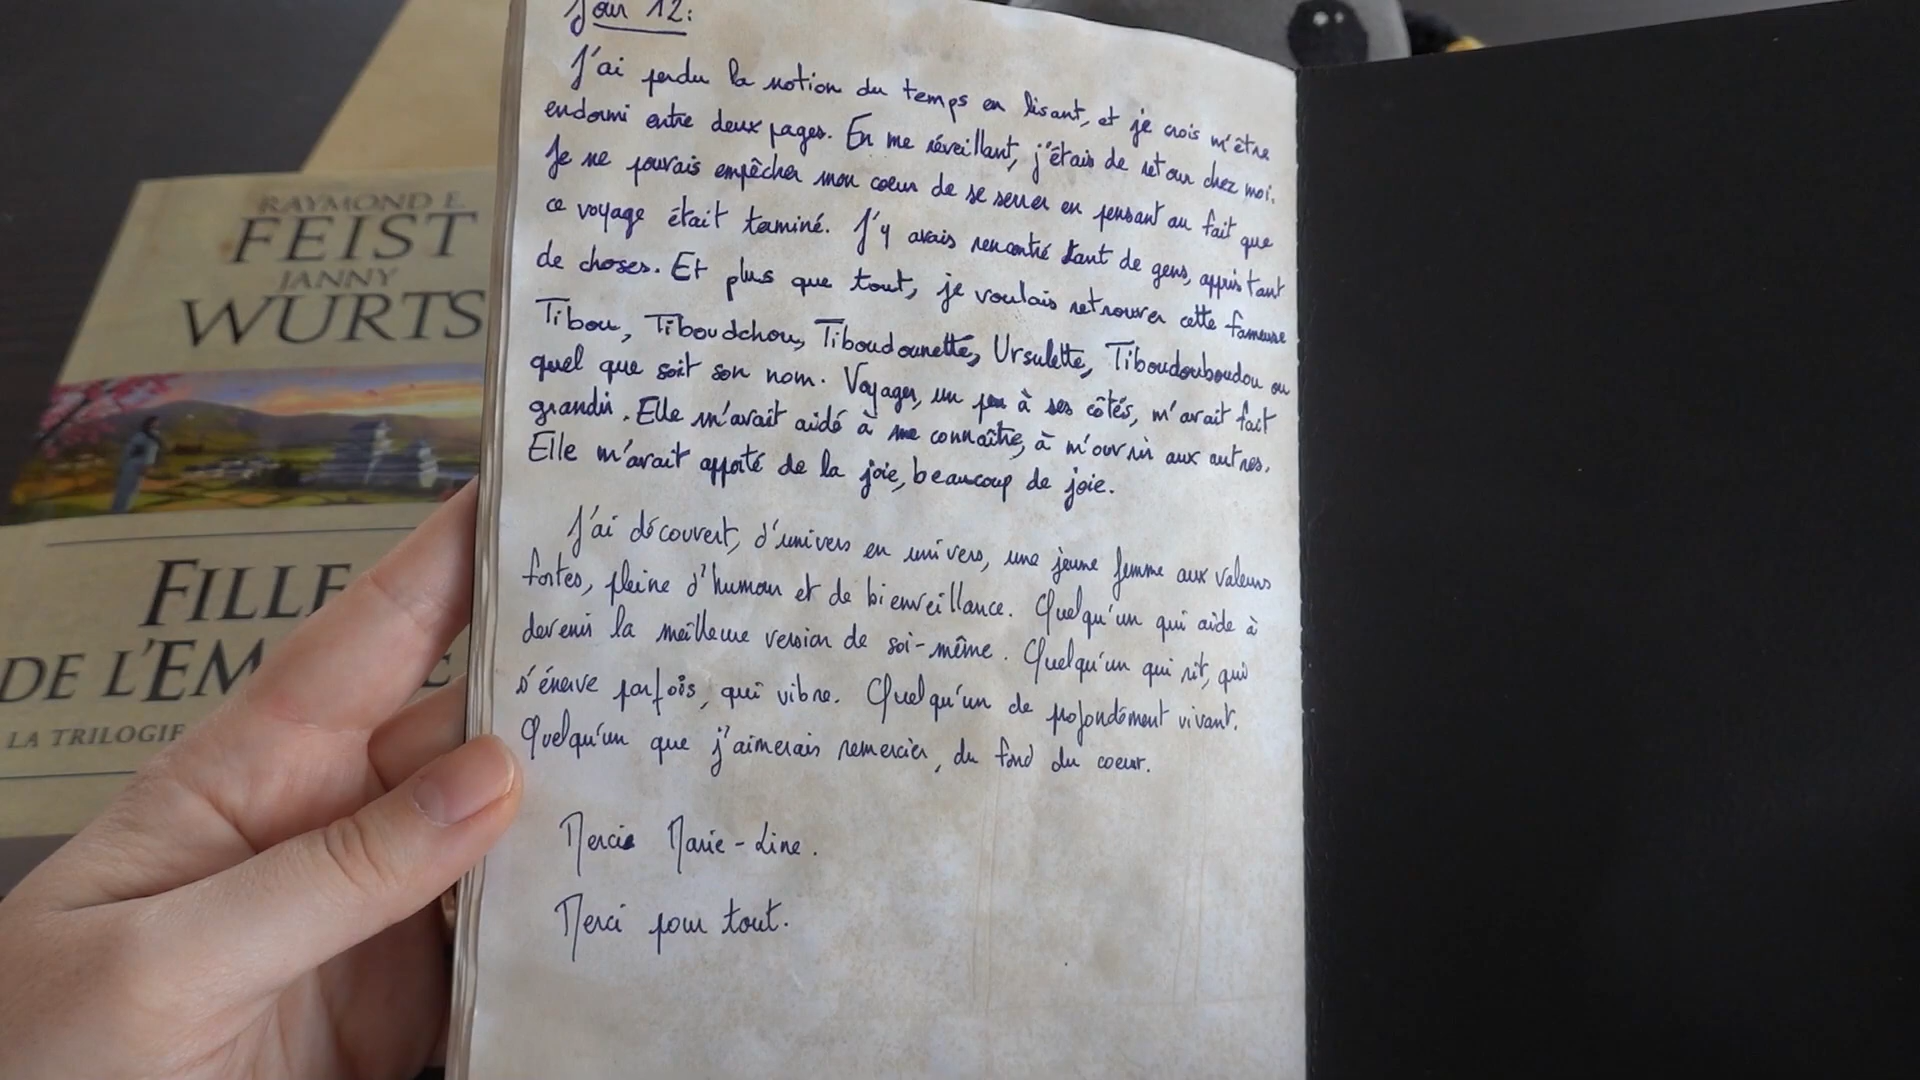 Jour 12:
J'ai perdu la notion du temps en lisant, et je crois m'être
endormi entre deux pages. En me réveillant, j'étais de retour chez moi.
Je ne pouvais empêcher mon coeur de se serrer en pensant au fait que
ce voyage était terminé. J'y avais rencontré tant de gens, appris tant
de choses. Et plus que tout, je voulais retrouver cette fameuse
Tibou, Tiboudchou, Tiboudounette, Ursulette, Tiboudouboudou ou
quel que soit son nom. Voyager, un peu à ses côtés, m'avait fait
grandir. Elle m'avait aidé à me connaître, à m'ouvrir aux autres.
Elle m'avait apporté de la joie, beaucoup de joie.
J'ai découvert, d'univers en univers, une jeune femme aux valeurs
fortes, pleine d'humour et de bienveillance. Quelqu'un qui aide à
devenir la meilleure version de soi-même. Quelqu'un qui rit, qui
s'énerve parfois, qui vibre. Quelqu'un de profondément vivant.
Quelqu'un que j'aimerais remercier, du fond du coeur.
Merci Marie-Line.
Merci pour tout.
RAYMOND E.
FEIST
JANNY
WURTS
FILLE
DE L'EM E
LA TRILOGIE